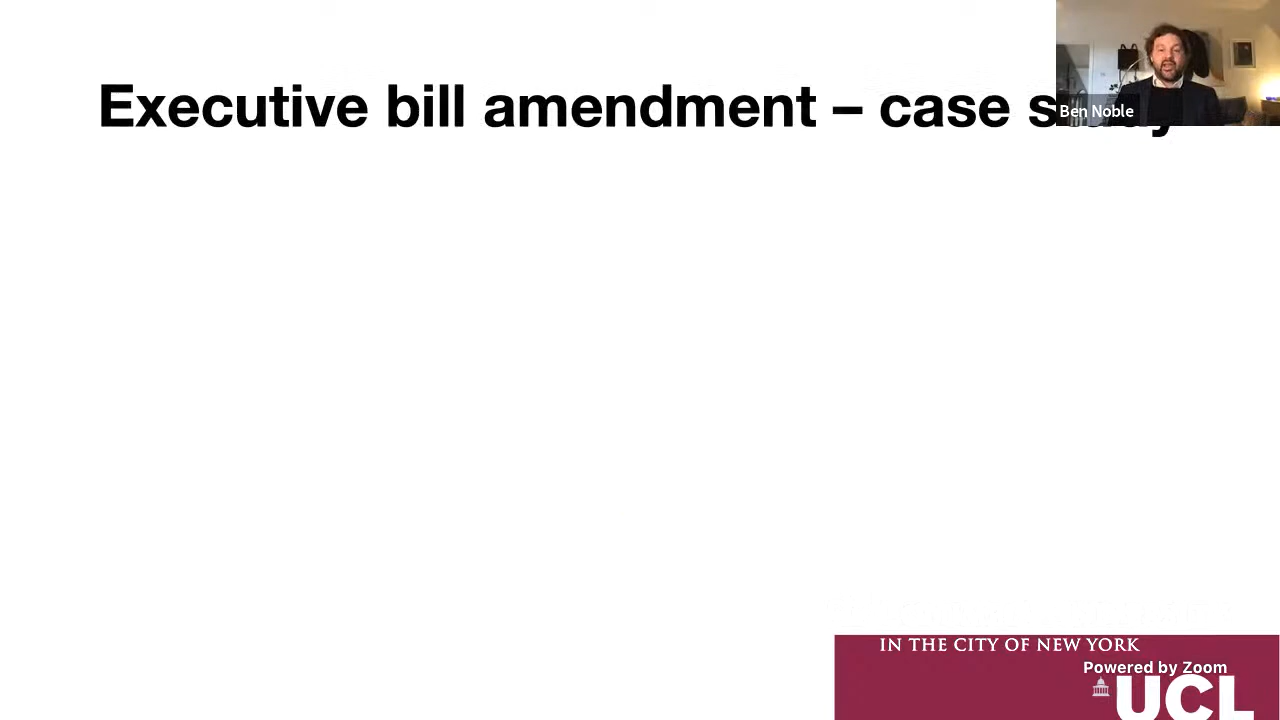 Executive bill amendment – case
Ben Noble
IN THE CITY OF NEW YORK
Powered by Zoom
UCL